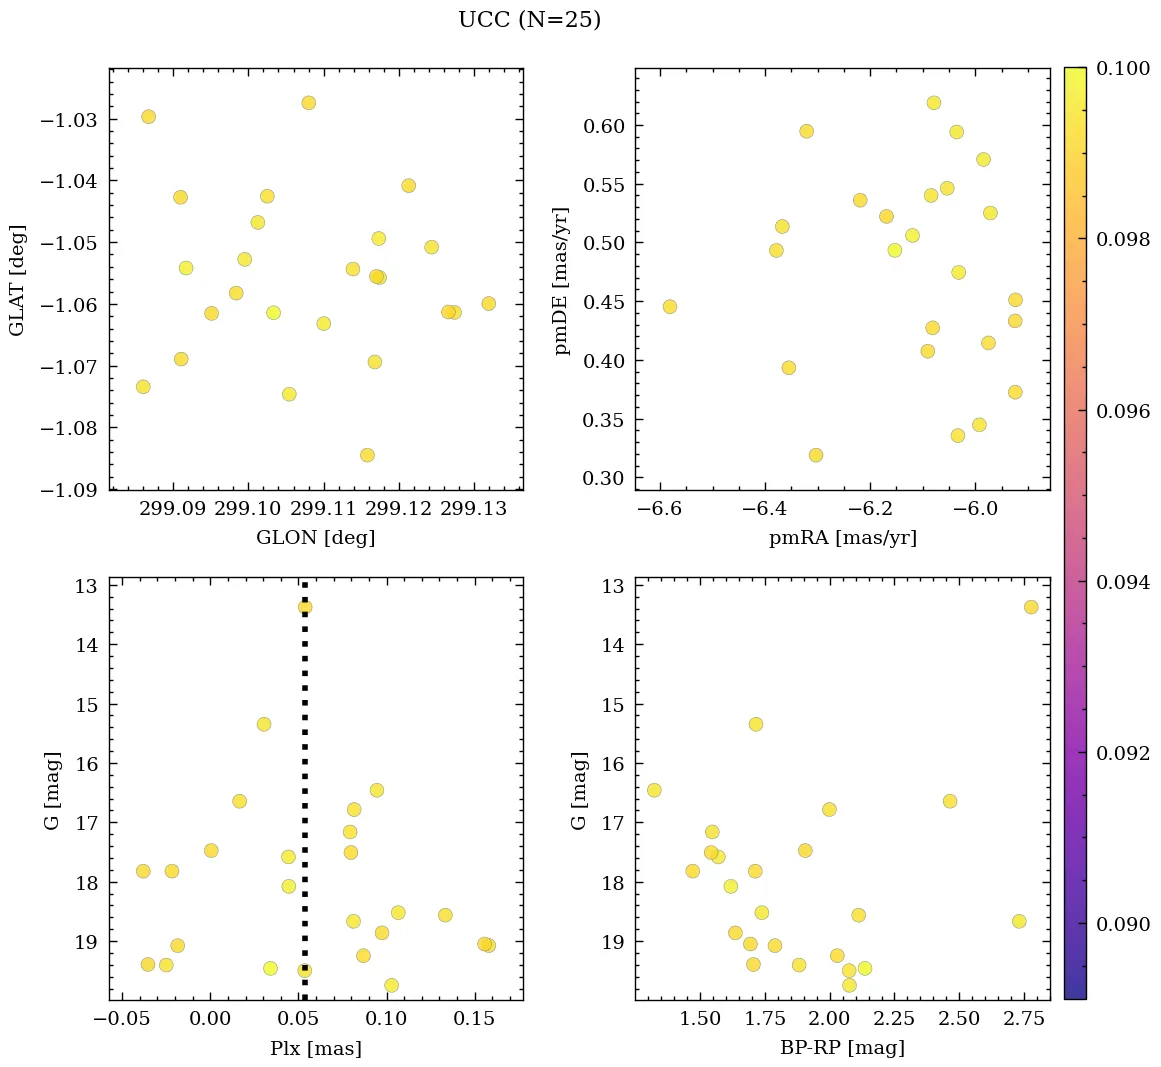 UCC (N=25)
−1.03
−1.04
−1.05
−1.06
−1.07
−1.08
−1.09
GLAT [deg]
299.09 299.10 299.11 299.12 299.13
GLON [deg]
0.60
0.55
0.50
0.45
0.40
0.35
0.30
pmDE [mas/yr]
−6.6 −6.4 −6.2 −6.0
pmRA [mas/yr]
0.100
0.098
0.096
0.094
0.092
0.090
13
14
15
16
17
18
19
G [mag]
−0.05 0.00 0.05 0.10 0.15
Plx [mas]
13
14
15
16
17
18
19
G [mag]
1.50 1.75 2.00 2.25 2.50 2.75
BP-RP [mag]